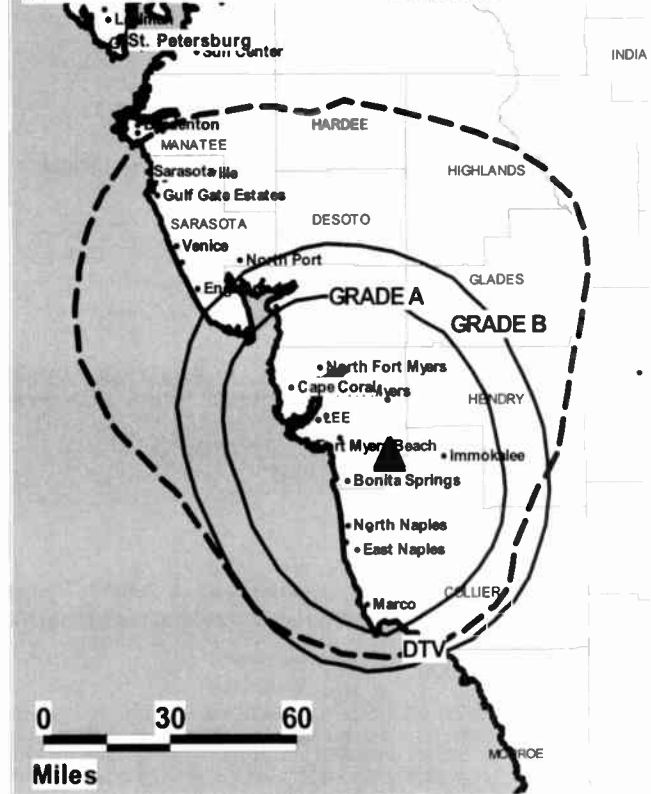 St. Petersburg
Gulf Center
INDIA
HARDEE
MANATEE
HIGHLANDS
Sarasota
Gulf Gate Estates
SARASOTA
DESOTO
Venice
North Port
GLADES
GRADE A
GRADE B
North Fort Myers
Cape Coral
HENDRY
LEE
Immokalee
Bonita Springs
North Naples
East Naples
COLLIER
Marco
DTV
0 30 60
Miles
MONROE